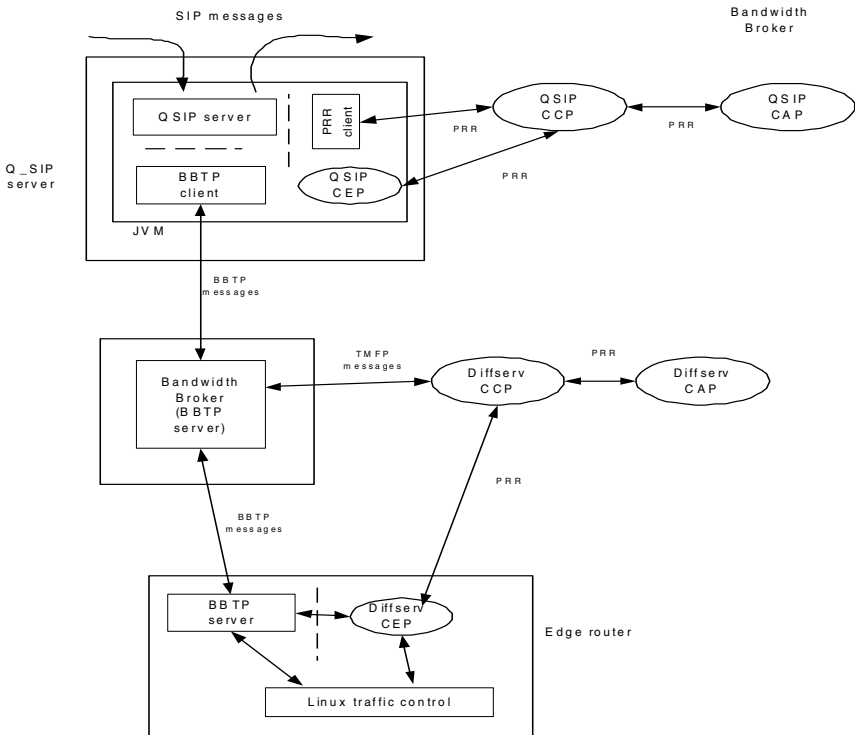 SIP messages
Bandwidth
Broker
QSIP server
PRR
client
QSIP
CCP
QSIP
CAP
PRR
PRR
Q_SIP
server
BBTP
client
QSIP
CEP
PRR
JVM
BBTP
messages
TMFP
messages
PRR
Bandwidth
Broker
(BBTP
server)
Diffserv
CCP
Diffserv
CAP
PRR
BBTP
messages
BBTP
server
Diffserv
CEP
Edge router
Linux traffic control